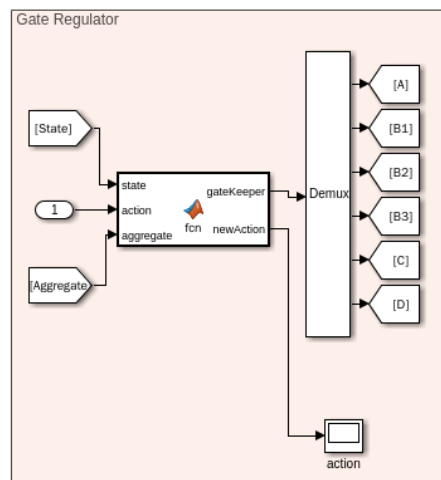 Gate Regulator
[State]
1
[Aggregate
state
action
aggregate
fcn
gateKeeper
newAction
Demux
[A]
[B1]
[B2]
[B3]
[C]
[D]
action